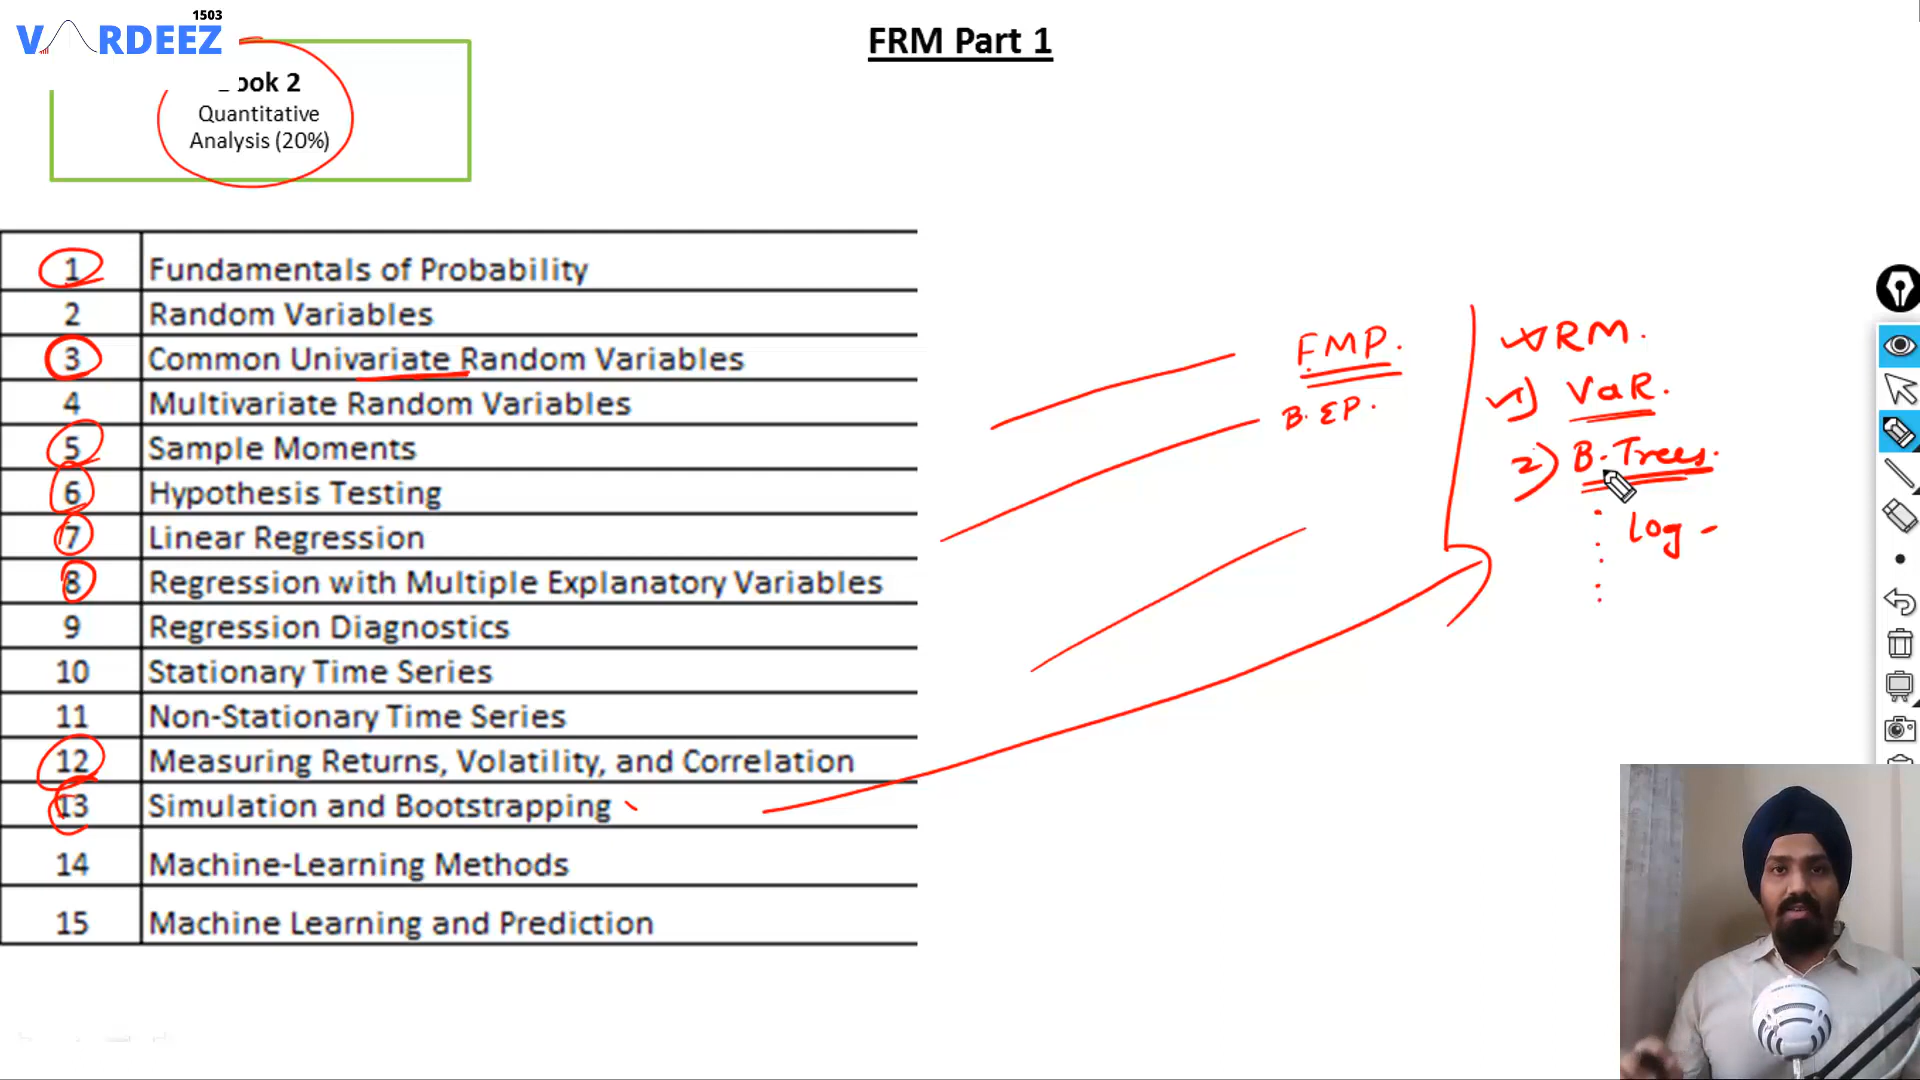 1503
VARDEEZ
FRM Part 1
ook 2
Quantitative
Analysis (20%)
1 Fundamentals of Probability
2 Random Variables
3 Common Univariate Random Variables
4 Multivariate Random Variables
5 Sample Moments
6 Hypothesis Testing
7 Linear Regression
8 Regression with Multiple Explanatory Variables
9 Regression Diagnostics
10 Stationary Time Series
11 Non-Stationary Time Series
12 Measuring Returns, Volatility, and Correlation
13 Simulation and Bootstrapping
14 Machine-Learning Methods
15 Machine Learning and Prediction
FMP.
B. EP.
VRM.
1) VaR.
2) B. Trees.
log -